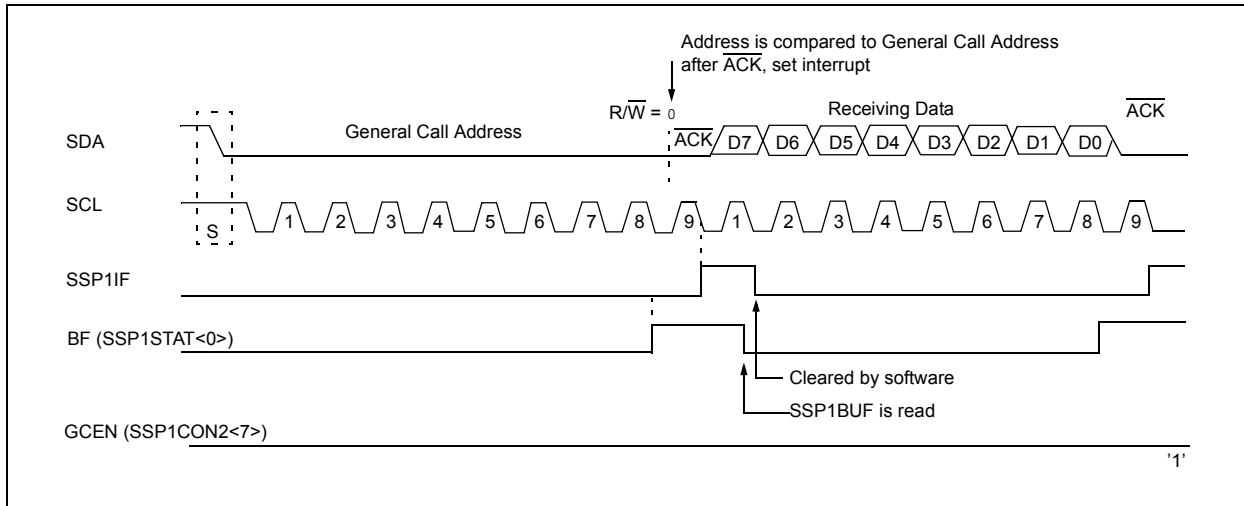 Address is compared to General Call Address
after ACK, set interrupt
R/W = 0
Receiving Data
ACK
General Call Address
SDA
ACK
D7 D6 D5 D4 D3 D2 D1 D0
SCL
S
1 2 3 4 5 6 7 8 9 1 2 3 4 5 6 7 8 9
SSP1IF
BF (SSP1STAT<0>)
Cleared by software
SSP1BUF is read
GCEN (SSP1CON2<7>)
’1’